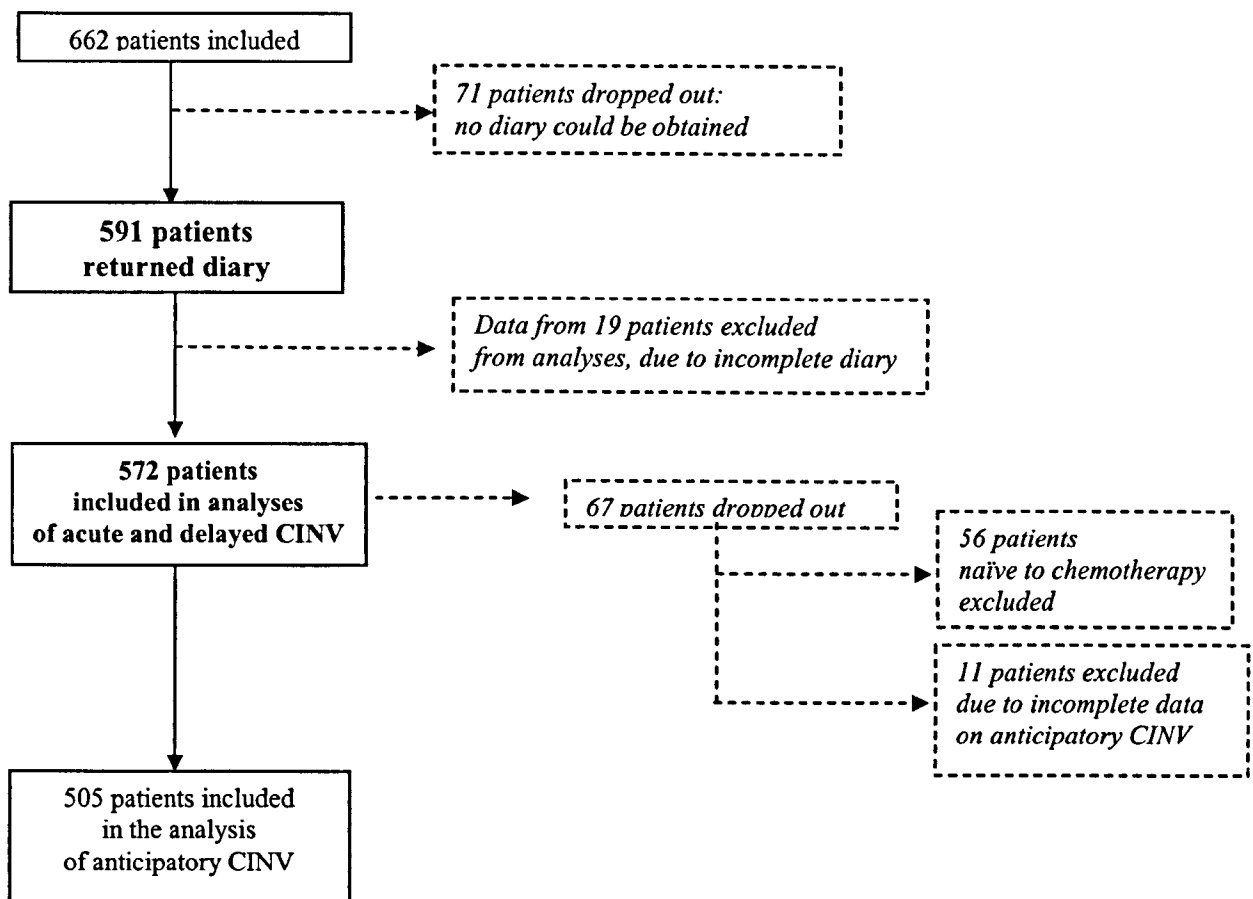 662 patients included
71 patients dropped out:
no diary could be obtained
591 patients
returned diary
Data from 19 patients excluded
from analyses, due to incomplete diary
572 patients
included in analyses
of acute and delayed CINV
67 patients dropped out
56 patients
naïve to chemotherapy
excluded
11 patients excluded
due to incomplete data
on anticipatory CINV
505 patients included
in the analysis
of anticipatory CINV